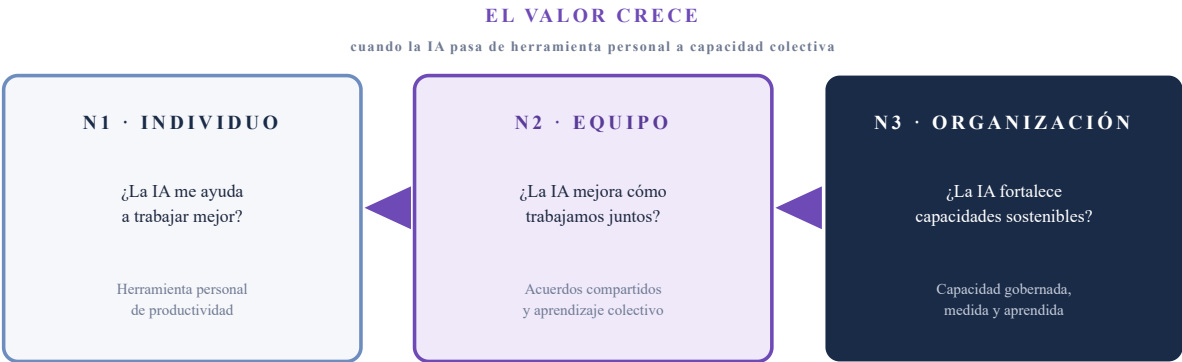 EL VALOR CRECE
cuando la IA pasa de herramienta personal a capacidad colectiva
N1 · INDIVIDUO
¿La IA me ayuda
a trabajar mejor?
Herramienta personal
de productividad
N2 · EQUIPO
¿La IA mejora cómo
trabajamos juntos?
Acuerdos compartidos
y aprendizaje colectivo
N3 · ORGANIZACIÓN
¿La IA fortalece
capacidades sostenibles?
Capacidad gobernada,
medida y aprendida